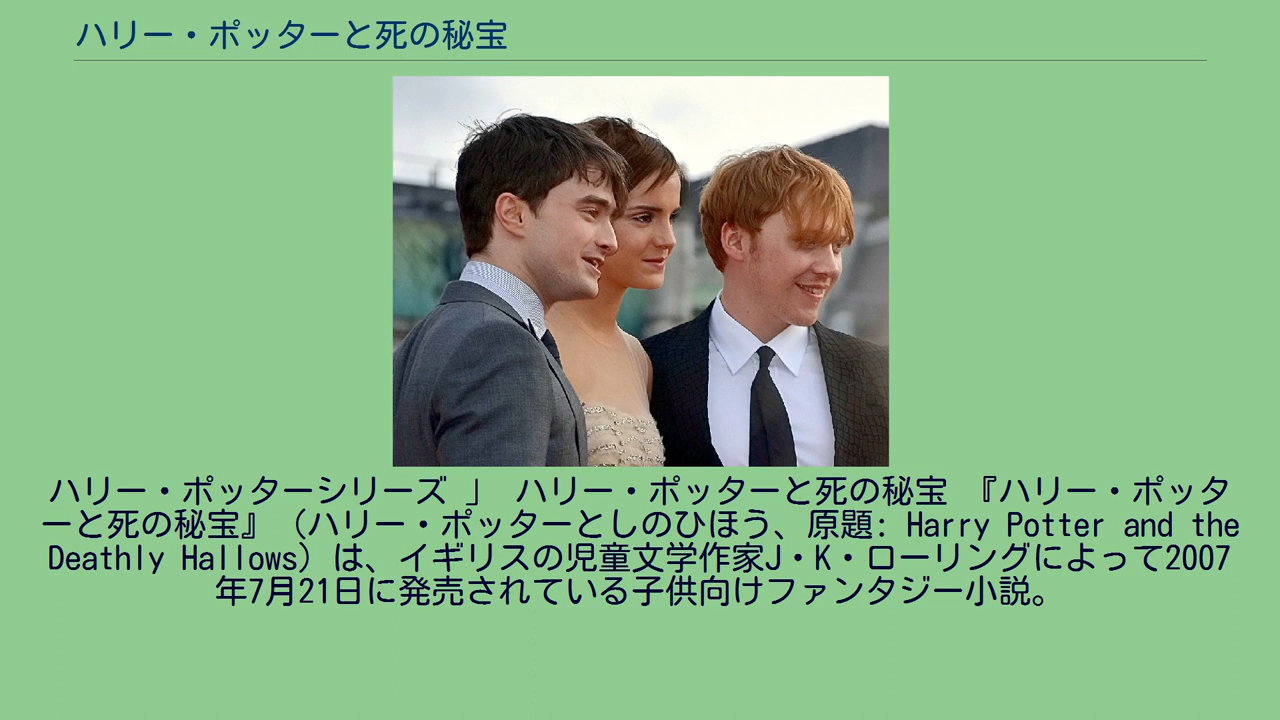 ハリー・ポッターと死の秘宝
ハリー・ポッターシリーズ 」 ハリー・ポッターと死の秘宝 『ハリー・ポッタ
ーと死の秘宝』（ハリー・ポッターとしのひほう、原題: Harry Potter and the
Deathly Hallows）は、イギリスの児童文学作家J・K・ローリングによって2007
年7月21日に発売されている子供向けファンタジー小説。